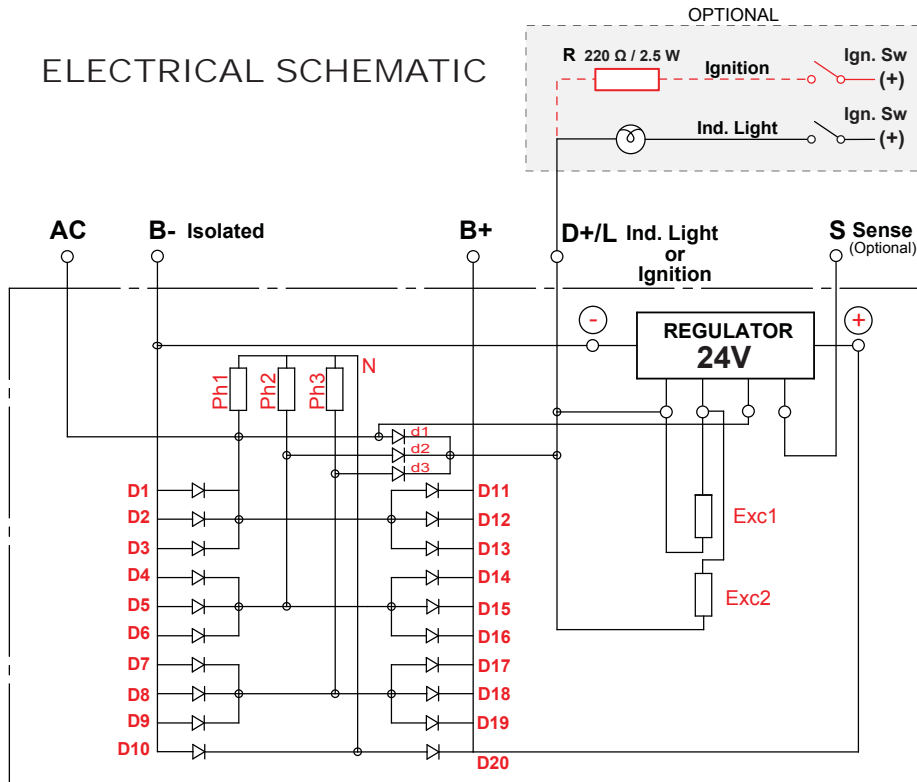 OPTIONAL
ELECTRICAL SCHEMATIC
R 220 Ω / 2.5 W
Ignition
Ign. Sw
(+)
Ind. Light
Ign. Sw
(+)
AC
B- Isolated
B+
D+/L Ind. Light
or
Ignition
S Sense
(Optional)
-
REGULATOR
24V
+
Ph1
Ph2
Ph3
N
d1
d2
d3
D1
D2
D3
D4
D5
D6
D7
D8
D9
D10
D11
D12
D13
D14
D15
D16
D17
D18
D19
D20
Exc1
Exc2